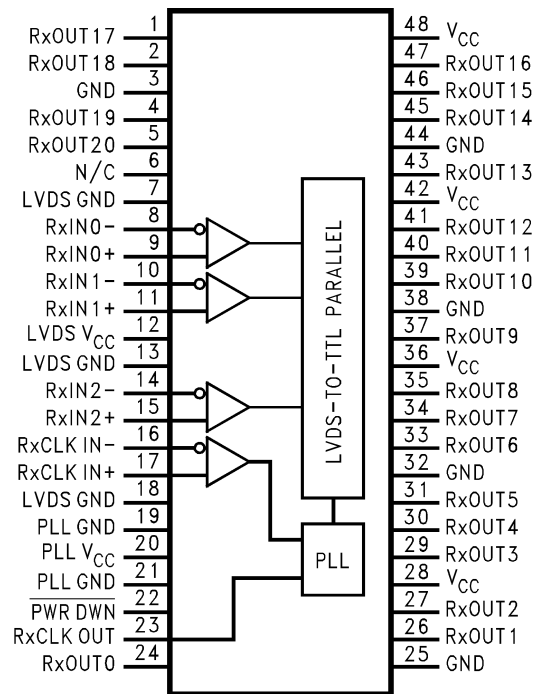 RxOUT17 1
RxOUT18 2
GND 3
RxOUT19 4
RxOUT20 5
N/C 6
LVDS GND 7
RxIN0- 8
RxIN0+ 9
RxIN1- 10
RxIN1+ 11
LVDS VCC 12
LVDS GND 13
RxIN2- 14
RxIN2+ 15
RxCLK IN- 16
RxCLK IN+ 17
LVDS GND 18
PLL GND 19
PLL VCC 20
PLL GND 21
PWR DWN 22
RxCLK OUT 23
RxOUT0 24
LVDS-TO-TTL PARALLEL
PLL
48 VCC
47 RxOUT16
46 RxOUT15
45 RxOUT14
44 GND
43 RxOUT13
42 VCC
41 RxOUT12
40 RxOUT11
39 RxOUT10
38 GND
37 RxOUT9
36 VCC
35 RxOUT8
34 RxOUT7
33 RxOUT6
32 GND
31 RxOUT5
30 RxOUT4
29 RxOUT3
28 VCC
27 RxOUT2
26 RxOUT1
25 GND